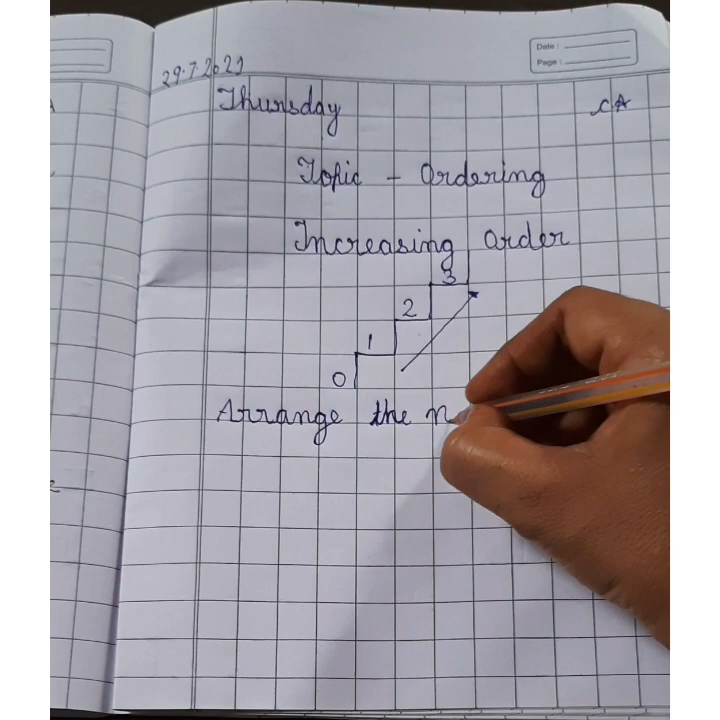 Date :
Page :
29.7.2021
Thursday
CA
Topic - Ordering
Increasing Order
3
2
1
0
Arrange the n